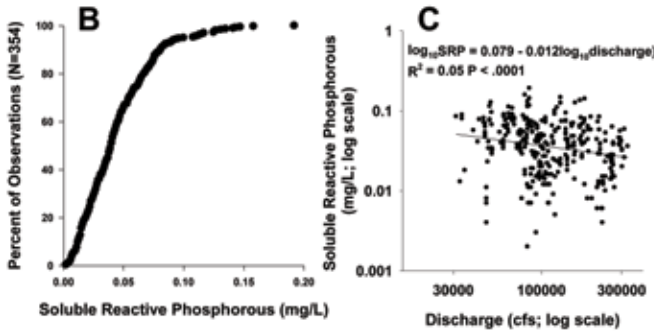 B
Percent of Observations (N=354)
100
80
60
40
20
0
0.00
0.05
0.10
0.15
0.20
Soluble Reactive Phosphorous (mg/L)
C
log10SRP = 0.079 - 0.012log10discharge)
R2 = 0.05 P < .0001
Soluble Reactive Phosphorous
(mg/L; log scale)
1
0.1
0.01
0.001
30000
100000
300000
Discharge (cfs; log scale)